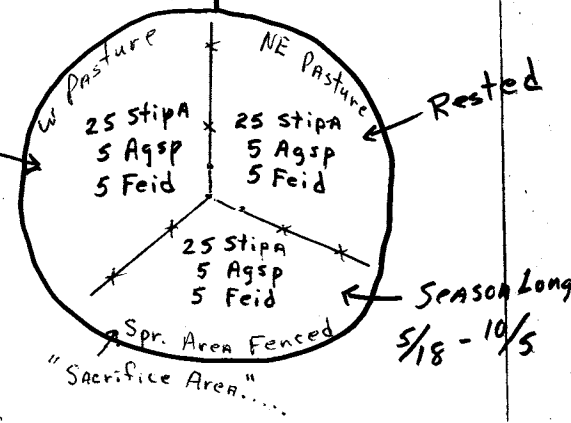 W Pasture
NE Pasture
Rested
25 StipA
5 Agsp
5 Feid
25 StipA
5 Agsp
5 Feid
25 StipA
5 Agsp
5 Feid
Season Long
5/18 - 10/5
Spr. Area Fenced
"Sacrifice Area".....